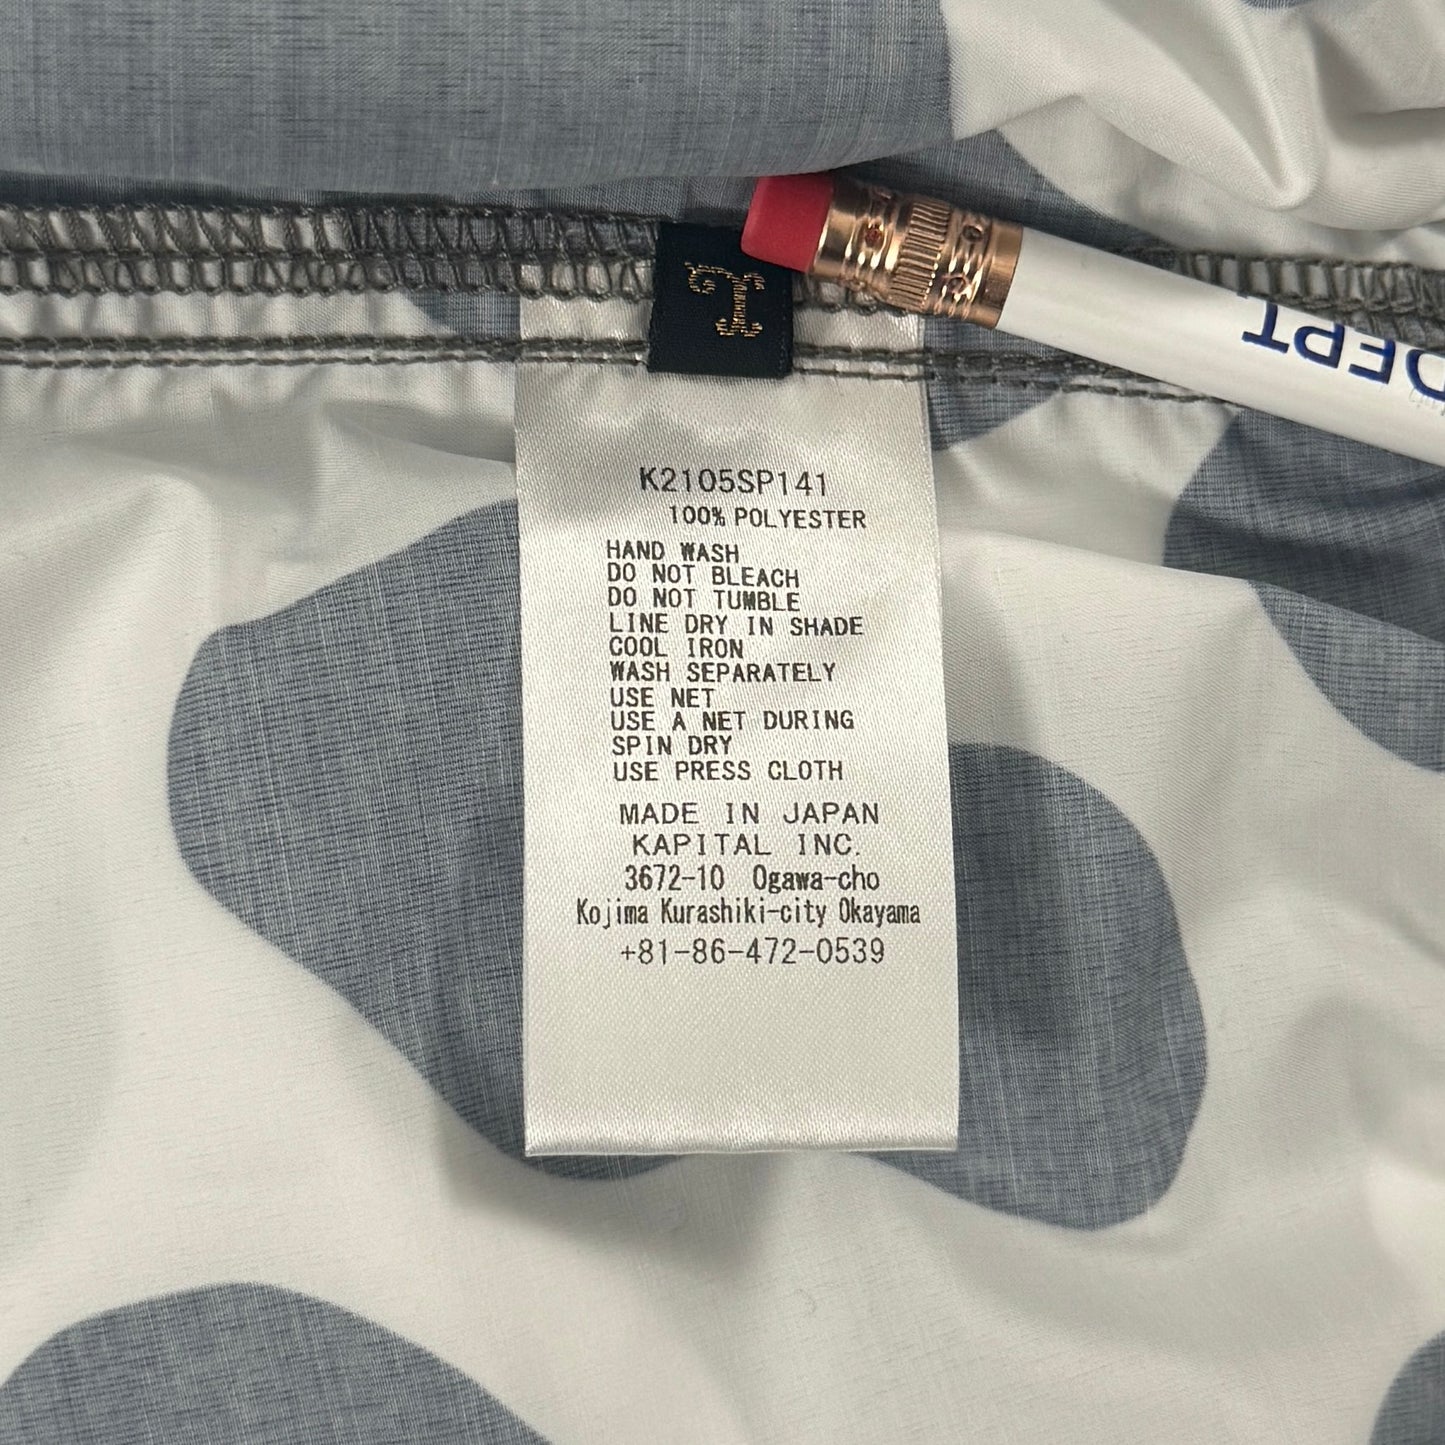 DEPT.
K2105SP141
100% POLYESTER
HAND WASH
DO NOT BLEACH
DO NOT TUMBLE
LINE DRY IN SHADE
COOL IRON
WASH SEPARATELY
USE NET
USE A NET DURING
SPIN DRY
USE PRESS CLOTH
MADE IN JAPAN
KAPITAL INC.
3672-10 Ogawa-cho
Kojima Kurashiki-city Okayama
+81-86-472-0539